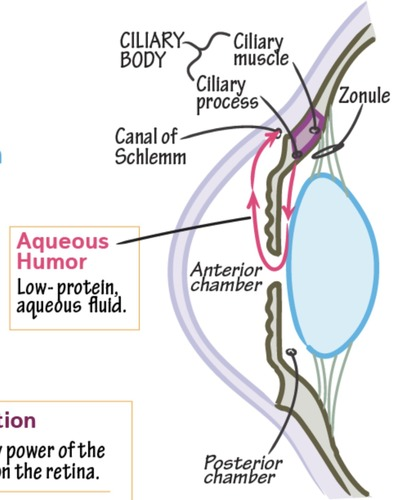 CILIARY
BODY
Ciliary
muscle
Ciliary
process
Zonule
Canal of
Schlemm
Aqueous
Humor
Low-protein,
aqueous fluid.
Anterior
chamber
power of the
the retina.
Posterior
chamber